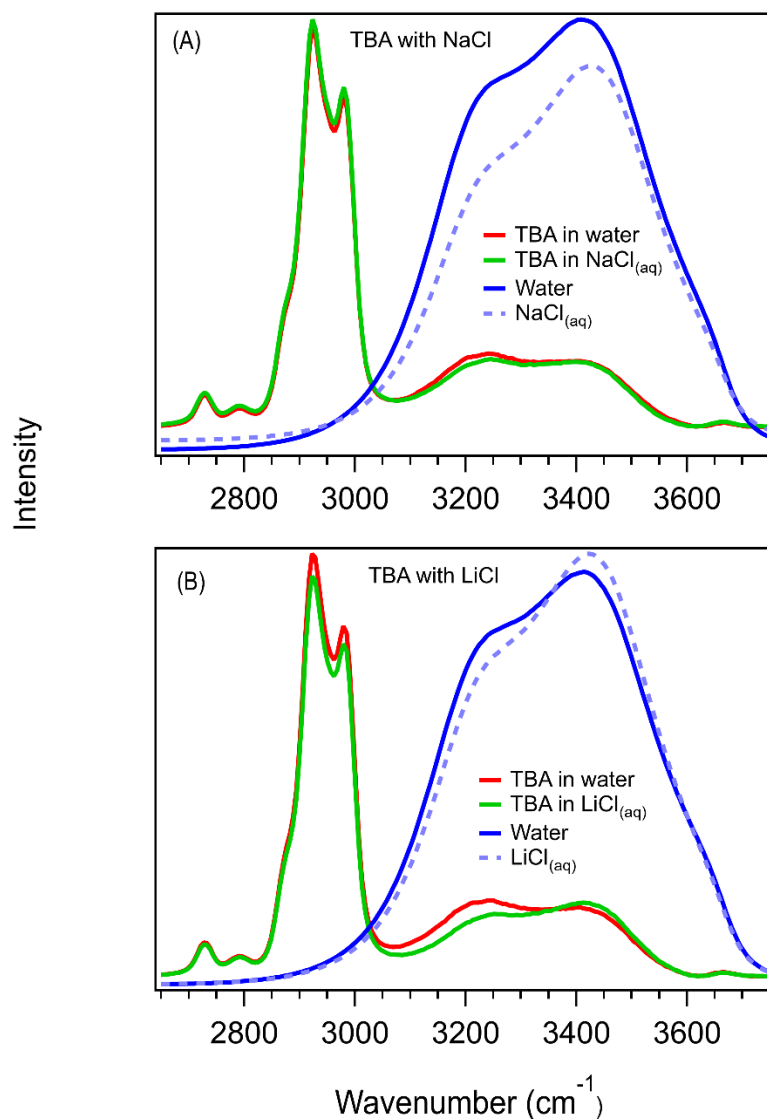 (A)
TBA with NaCl
TBA in water
TBA in NaCl(aq)
Water
NaCl(aq)
2800 3000 3200 3400 3600
Intensity
(B)
TBA with LiCl
TBA in water
TBA in LiCl(aq)
Water
LiCl(aq)
2800 3000 3200 3400 3600
Wavenumber (cm⁻¹)